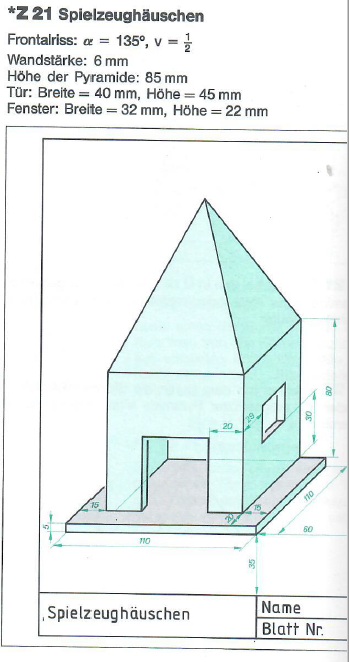 *Z 21 Spielzeughäuschen
Frontalriss: α = 135°, v = 1/2
Wandstärke: 6 mm
Höhe der Pyramide: 85 mm
Tür: Breite = 40 mm, Höhe = 45 mm
Fenster: Breite = 32 mm, Höhe = 22 mm
20
30
80
15
20
15
110
5
110
60
35
Spielzeughäuschen
Name
Blatt Nr.